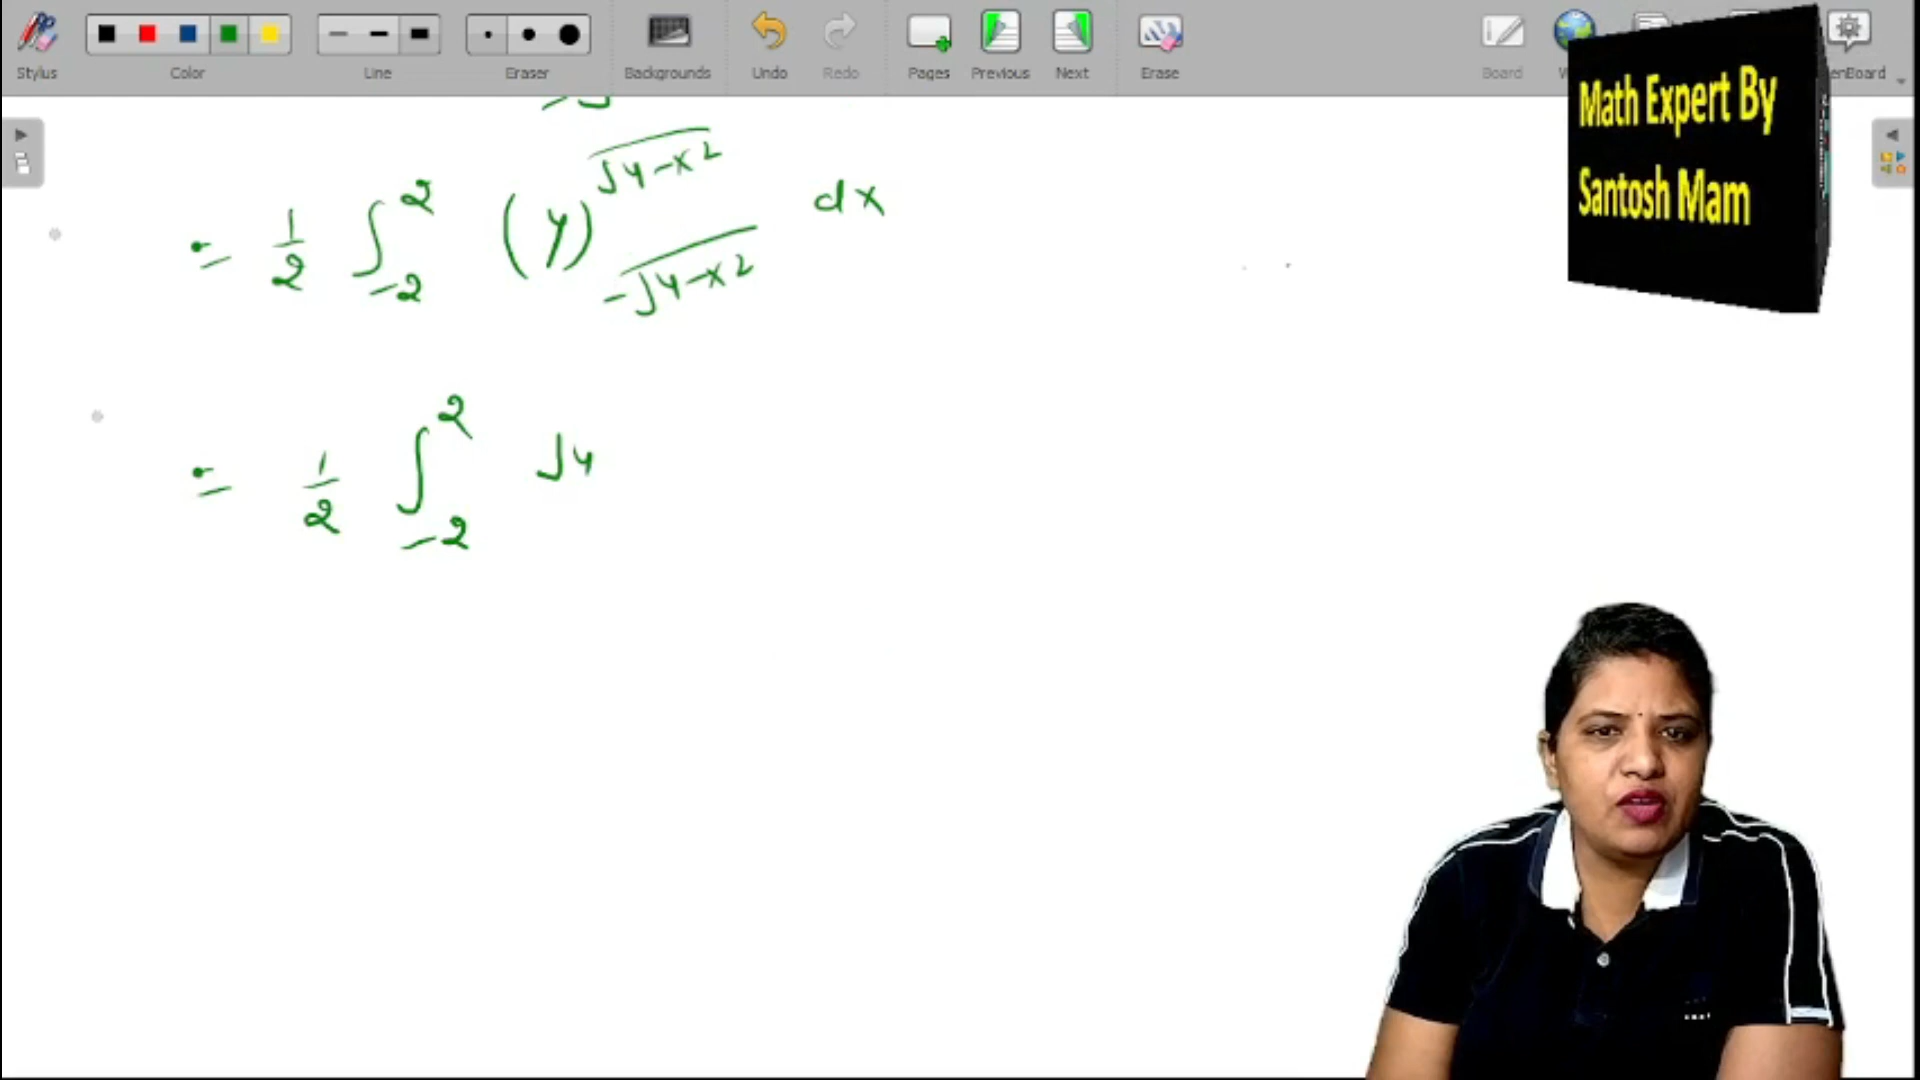 Stylus
Color
Line
Eraser
Backgrounds
Undo
Redo
Pages
Previous
Next
Erase
Board
Math Expert By
Santosh Mam
= 1/2 ∫_{-2}^{2} (y)_{-√4-x²}^{√4-x²} dx
= 1/2 ∫_{-2}^{2} √4